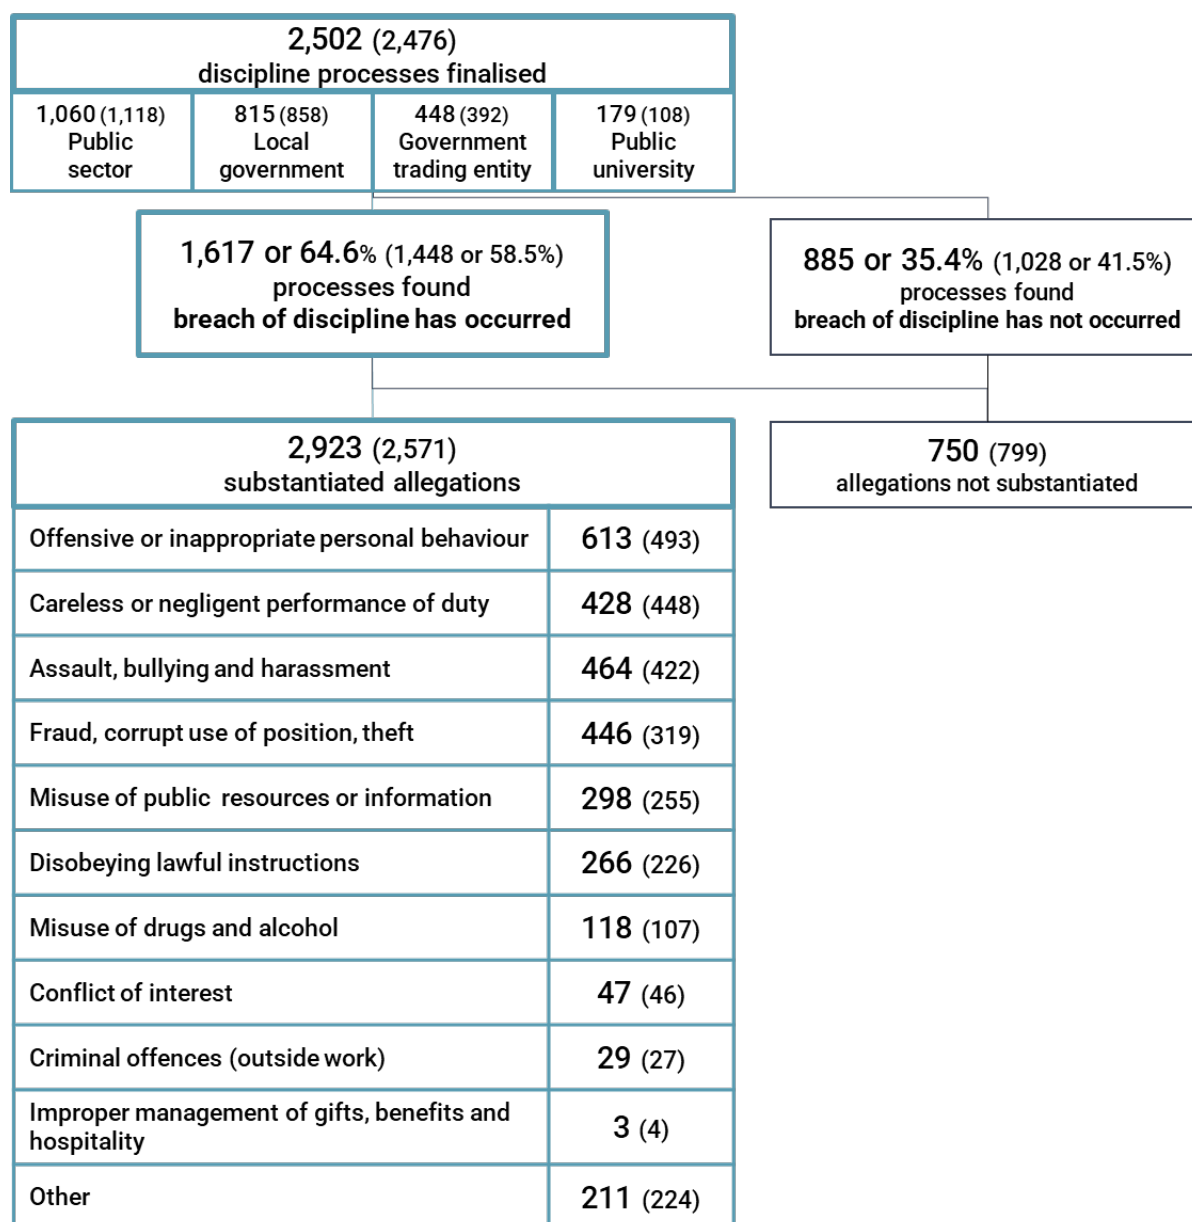 2,502 (2,476)
discipline processes finalised
1,060 (1,118)
Public
sector
815 (858)
Local
government
448 (392)
Government
trading entity
179 (108)
Public
university
1,617 or 64.6% (1,448 or 58.5%)
processes found
breach of discipline has occurred
885 or 35.4% (1,028 or 41.5%)
processes found
breach of discipline has not occurred
2,923 (2,571)
substantiated allegations
750 (799)
allegations not substantiated
Offensive or inappropriate personal behaviour 613 (493)
Careless or negligent performance of duty 428 (448)
Assault, bullying and harassment 464 (422)
Fraud, corrupt use of position, theft 446 (319)
Misuse of public resources or information 298 (255)
Disobeying lawful instructions 266 (226)
Misuse of drugs and alcohol 118 (107)
Conflict of interest 47 (46)
Criminal offences (outside work) 29 (27)
Improper management of gifts, benefits and
hospitality 3 (4)
Other 211 (224)